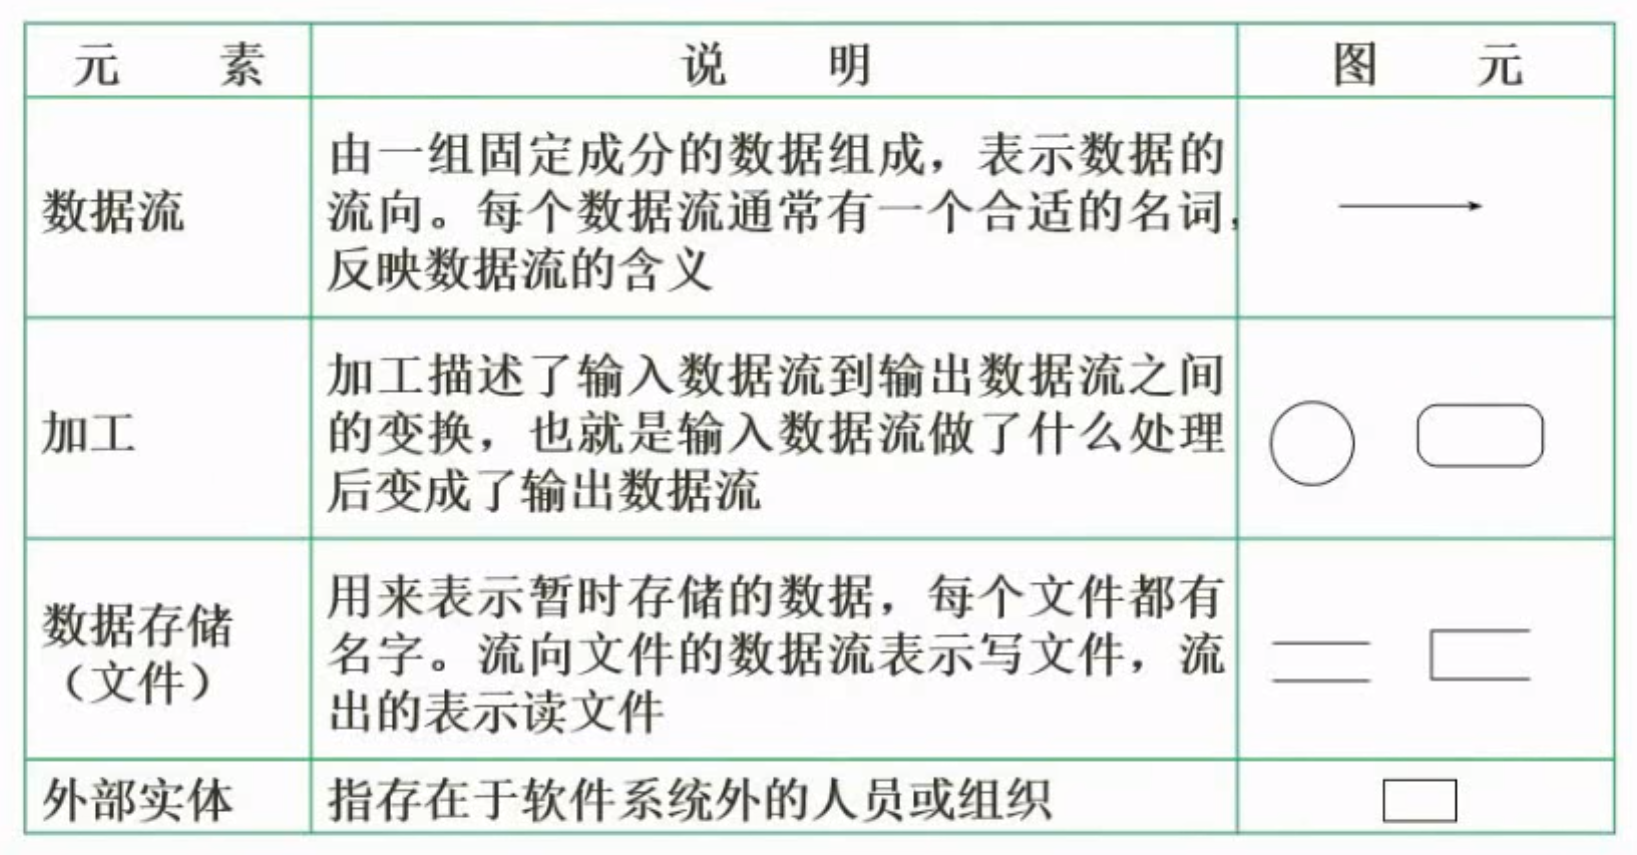 元 素 说 明 图 元
数据流
由一组固定成分的数据组成，表示数据的
流向。每个数据流通常有一个合适的名词，
反映数据流的含义
加工
加工描述了输入数据流到输出数据流之间
的变换，也就是输入数据流做了什么处理
后变成了输出数据流
数据存储
（文件）
用来表示暂时存储的数据，每个文件都有
名字。流向文件的数据流表示写文件，流
出的表示读文件
外部实体
指存在于软件系统外的人员或组织